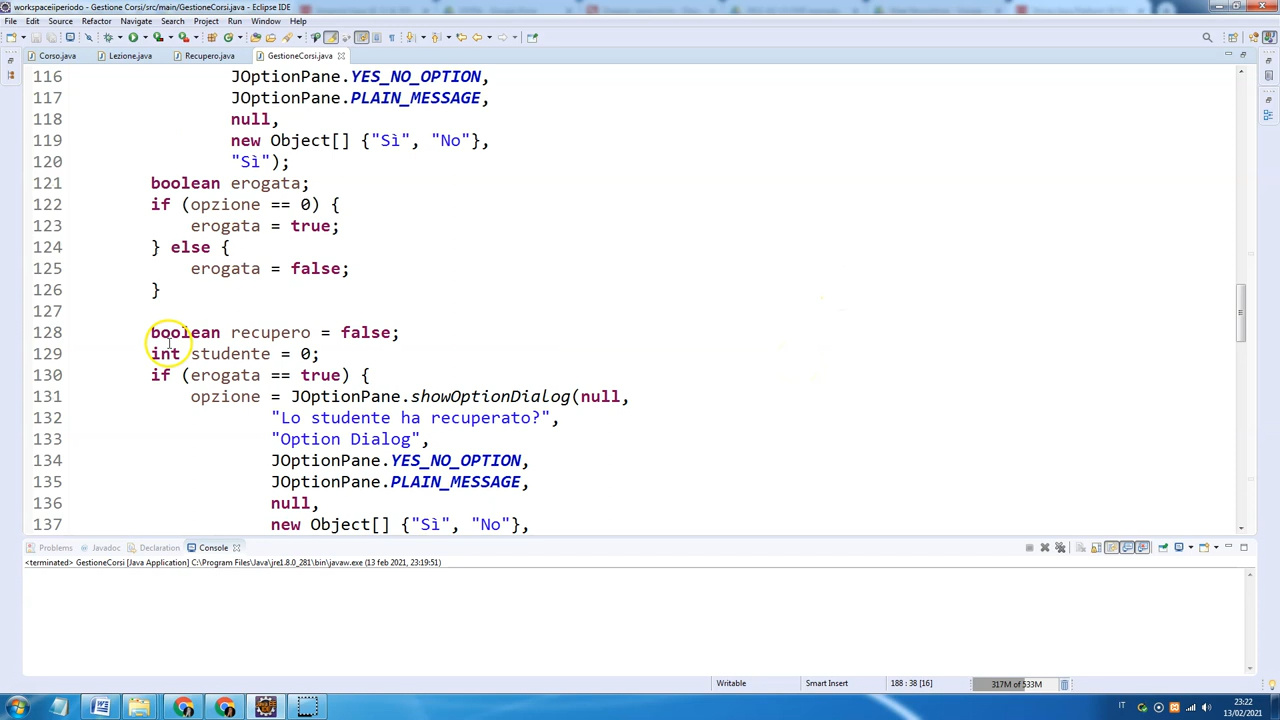 workspaceiiperiodo - Gestione Corsi/src/main/GestioneCorsi.java - Eclipse IDE
File Edit Source Refactor Navigate Search Project Run Window Help
Corso.java Lezione.java Recupero.java GestioneCorsi.java
116 JOptionPane.YES_NO_OPTION,
117 JOptionPane.PLAIN_MESSAGE,
118 null,
119 new Object[] {"Sì", "No"},
120 "Sì");
121 boolean erogata;
122 if (opzione == 0) {
123 erogata = true;
124 } else {
125 erogata = false;
126 }
127
128 boolean recupero = false;
129 int studente = 0;
130 if (erogata == true) {
131 opzione = JOptionPane.showOptionDialog(null,
132 "Lo studente ha recuperato?",
133 "Option Dialog",
134 JOptionPane.YES_NO_OPTION,
135 JOptionPane.PLAIN_MESSAGE,
136 null,
137 new Object[] {"Sì", "No"},
Problems Javadoc Declaration Console
<terminated> GestioneCorsi [Java Application] C:\Program Files\Java\jre1.8.0_281\bin\javaw.exe (13 feb 2021, 23:19:51)
Writable Smart Insert 188 : 38 [16] 317M of 533M
IT 23:22
13/02/2021